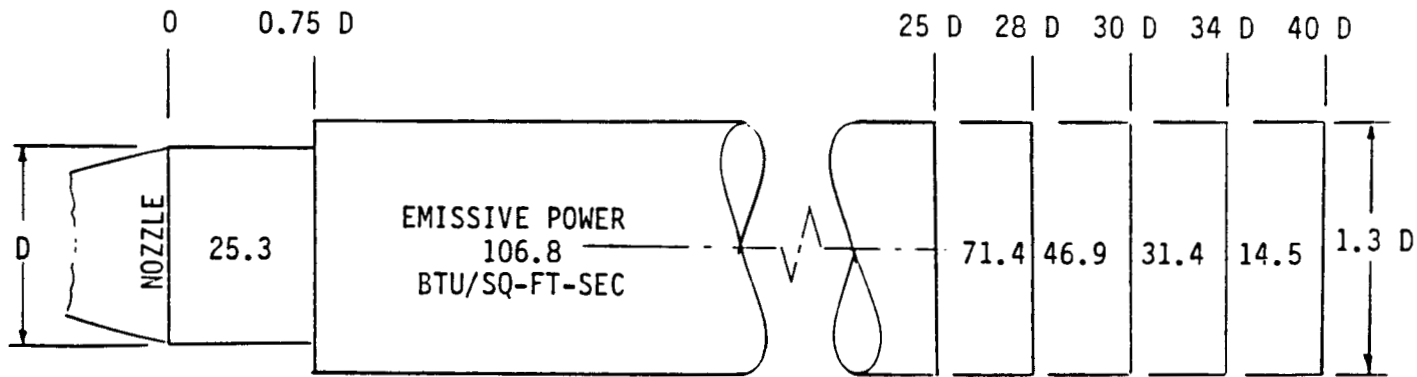 0 0.75 D 25 D 28 D 30 D 34 D 40 D
D
NOZZLE
25.3
EMISSIVE POWER
106.8
BTU/SQ-FT-SEC
71.4 46.9 31.4 14.5
1.3 D